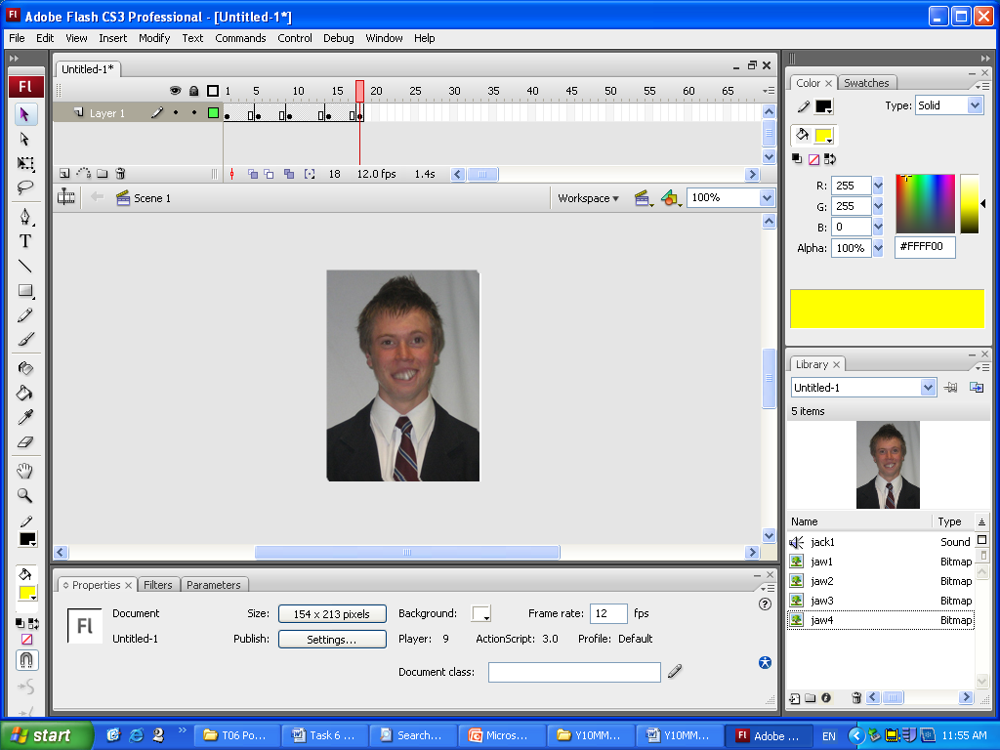 Adobe Flash CS3 Professional - [Untitled-1*]
File Edit View Insert Modify Text Commands Control Debug Window Help
Untitled-1*
1 5 10 15 20 25 30 35 40 45 50 55 60 65
Layer 1
18 12.0 fps 1.4s
Scene 1 Workspace 100%
Fl
T
Color Swatches
Type: Solid
R: 255
G: 255
B: 0
Alpha: 100% #FFFF00
Library
Untitled-1
5 items
Name Type
jack1 Sound
jaw1 Bitmap
jaw2 Bitmap
jaw3 Bitmap
jaw4 Bitmap
Properties Filters Parameters
Fl
Document Size: 154 x 213 pixels Background: Frame rate: 12 fps
Untitled-1 Publish: Settings... Player: 9 ActionScript: 3.0 Profile: Default
Document class:
start T06 Po... Task 6 ... Search... Micros... Y10MM... Y10MM... Adobe ... EN 11:55 AM